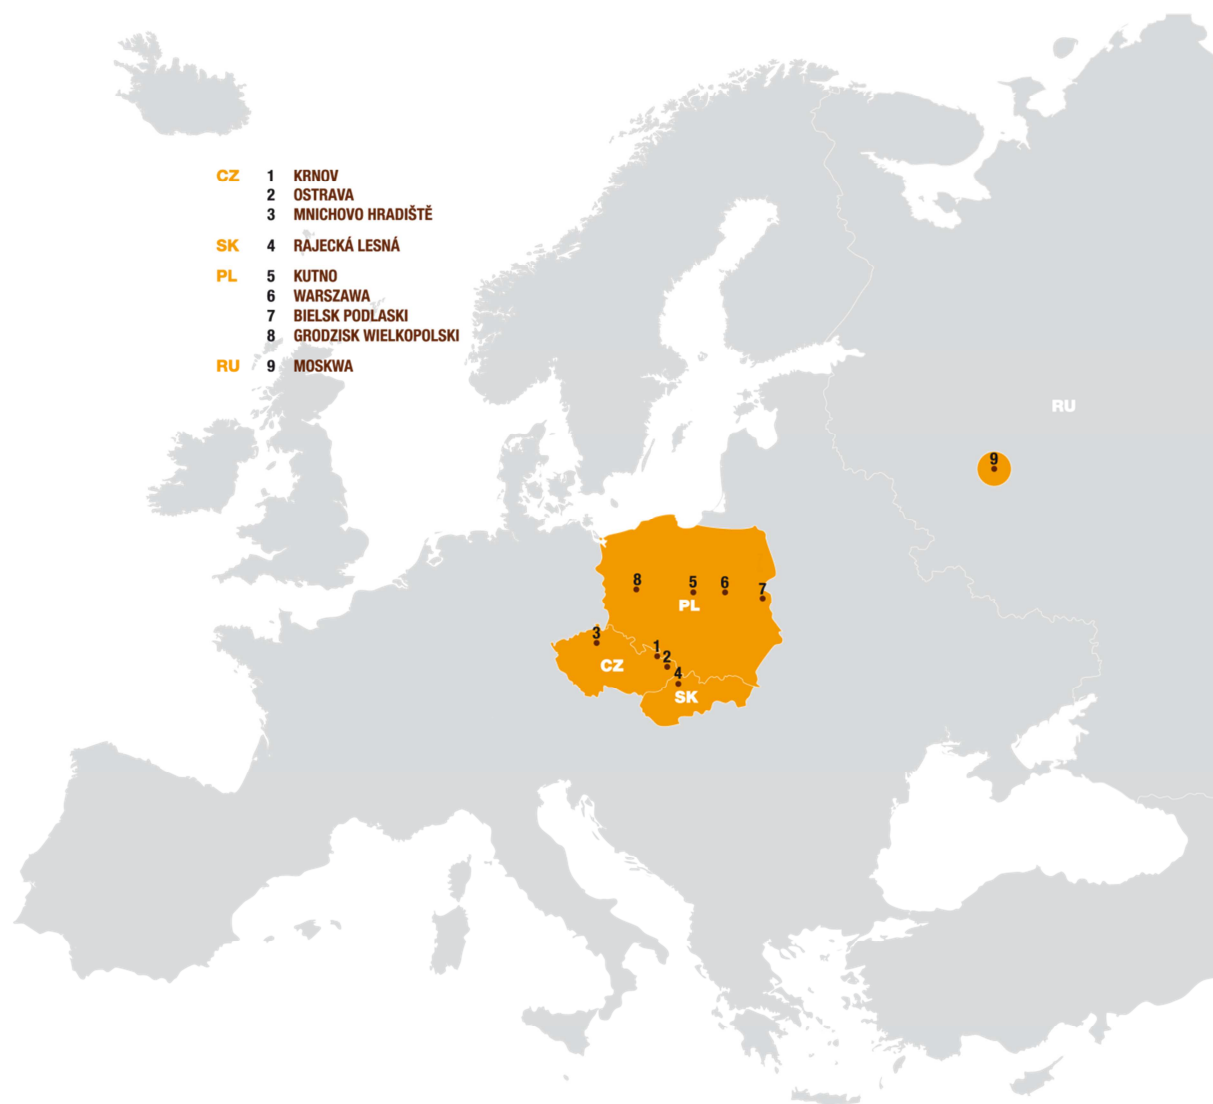 CZ 1 KRNOV
2 OSTRAVA
3 MNICHOVO HRADIŠTĚ
SK 4 RAJECKÁ LESNÁ
PL 5 KUTNO
6 WARSZAWA
7 BIELSK PODLASKI
8 GRODZISK WIELKOPOLSKI
RU 9 MOSKWA
RU
9
8 5 6 7
PL
3 1
CZ 2
4
SK